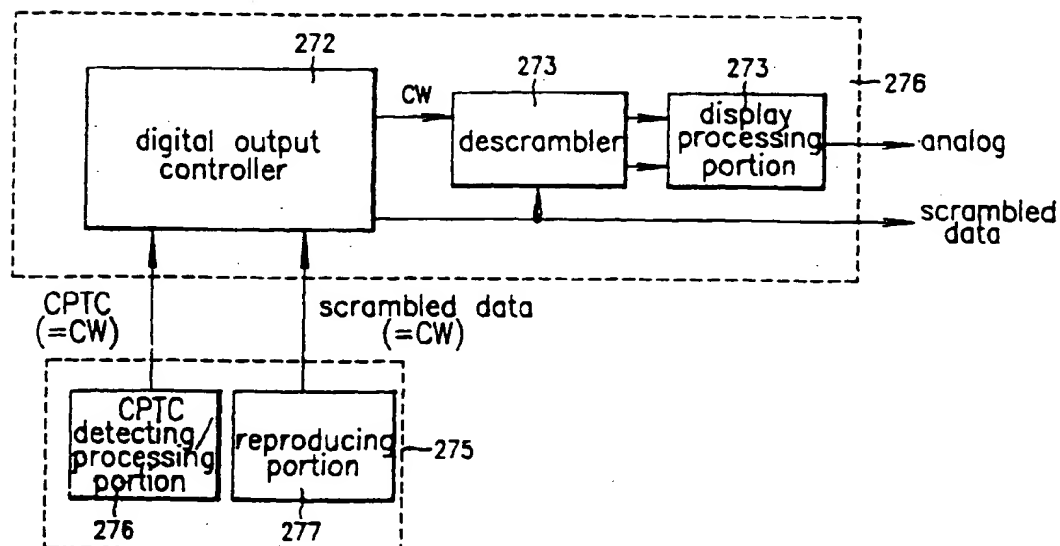 272
273
273
276
digital output
controller
CW
descrambler
display
processing
portion
analog
scrambled
data
CPTC
(=CW)
scrambled data
(=CW)
CPTC
detecting/
processing
portion
reproducing
portion
275
276
277